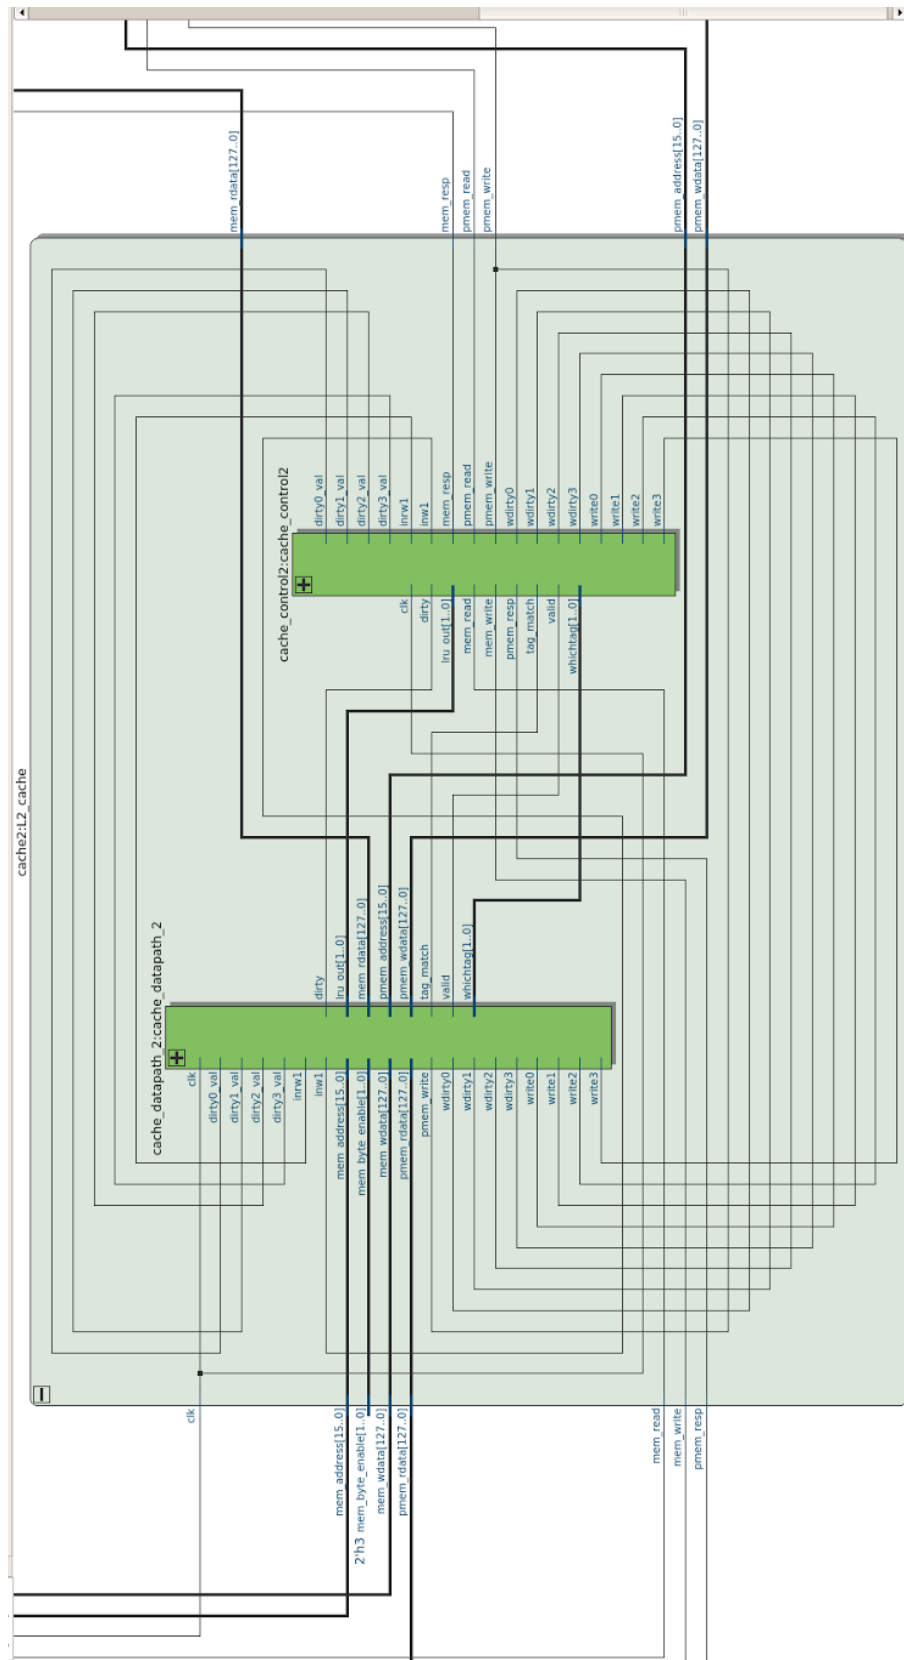 mem_rdata[127..0]
mem_resp
pmem_read
pmem_write
pmem_address[15..0]
pmem_wdata[127..0]
cache2:L2_cache
cache_control2:cache_control2
dirty0_val
dirty1_val
dirty2_val
dirty3_val
inrw1
inw1
mem_resp
pmem_read
pmem_write
wdirty0
wdirty1
wdirty2
wdirty3
write0
write1
write2
write3
clk
dirty
lru_out[1..0]
mem_read
mem_write
pmem_resp
tag_match
valid
whichtag[1..0]
cache_datapath_2:cache_datapath_2
dirty
lru_out[1..0]
mem_rdata[127..0]
pmem_address[15..0]
pmem_wdata[127..0]
tag_match
valid
whichtag[1..0]
clk
dirty0_val
dirty1_val
dirty2_val
dirty3_val
inrw1
inw1
mem_address[15..0]
mem_byte_enable[1..0]
mem_wdata[127..0]
pmem_rdata[127..0]
pmem_write
wdirty0
wdirty1
wdirty2
wdirty3
write0
write1
write2
write3
clk
mem_address[15..0]
2'h3 mem_byte_enable[1..0]
mem_wdata[127..0]
pmem_rdata[127..0]
mem_read
mem_write
pmem_resp